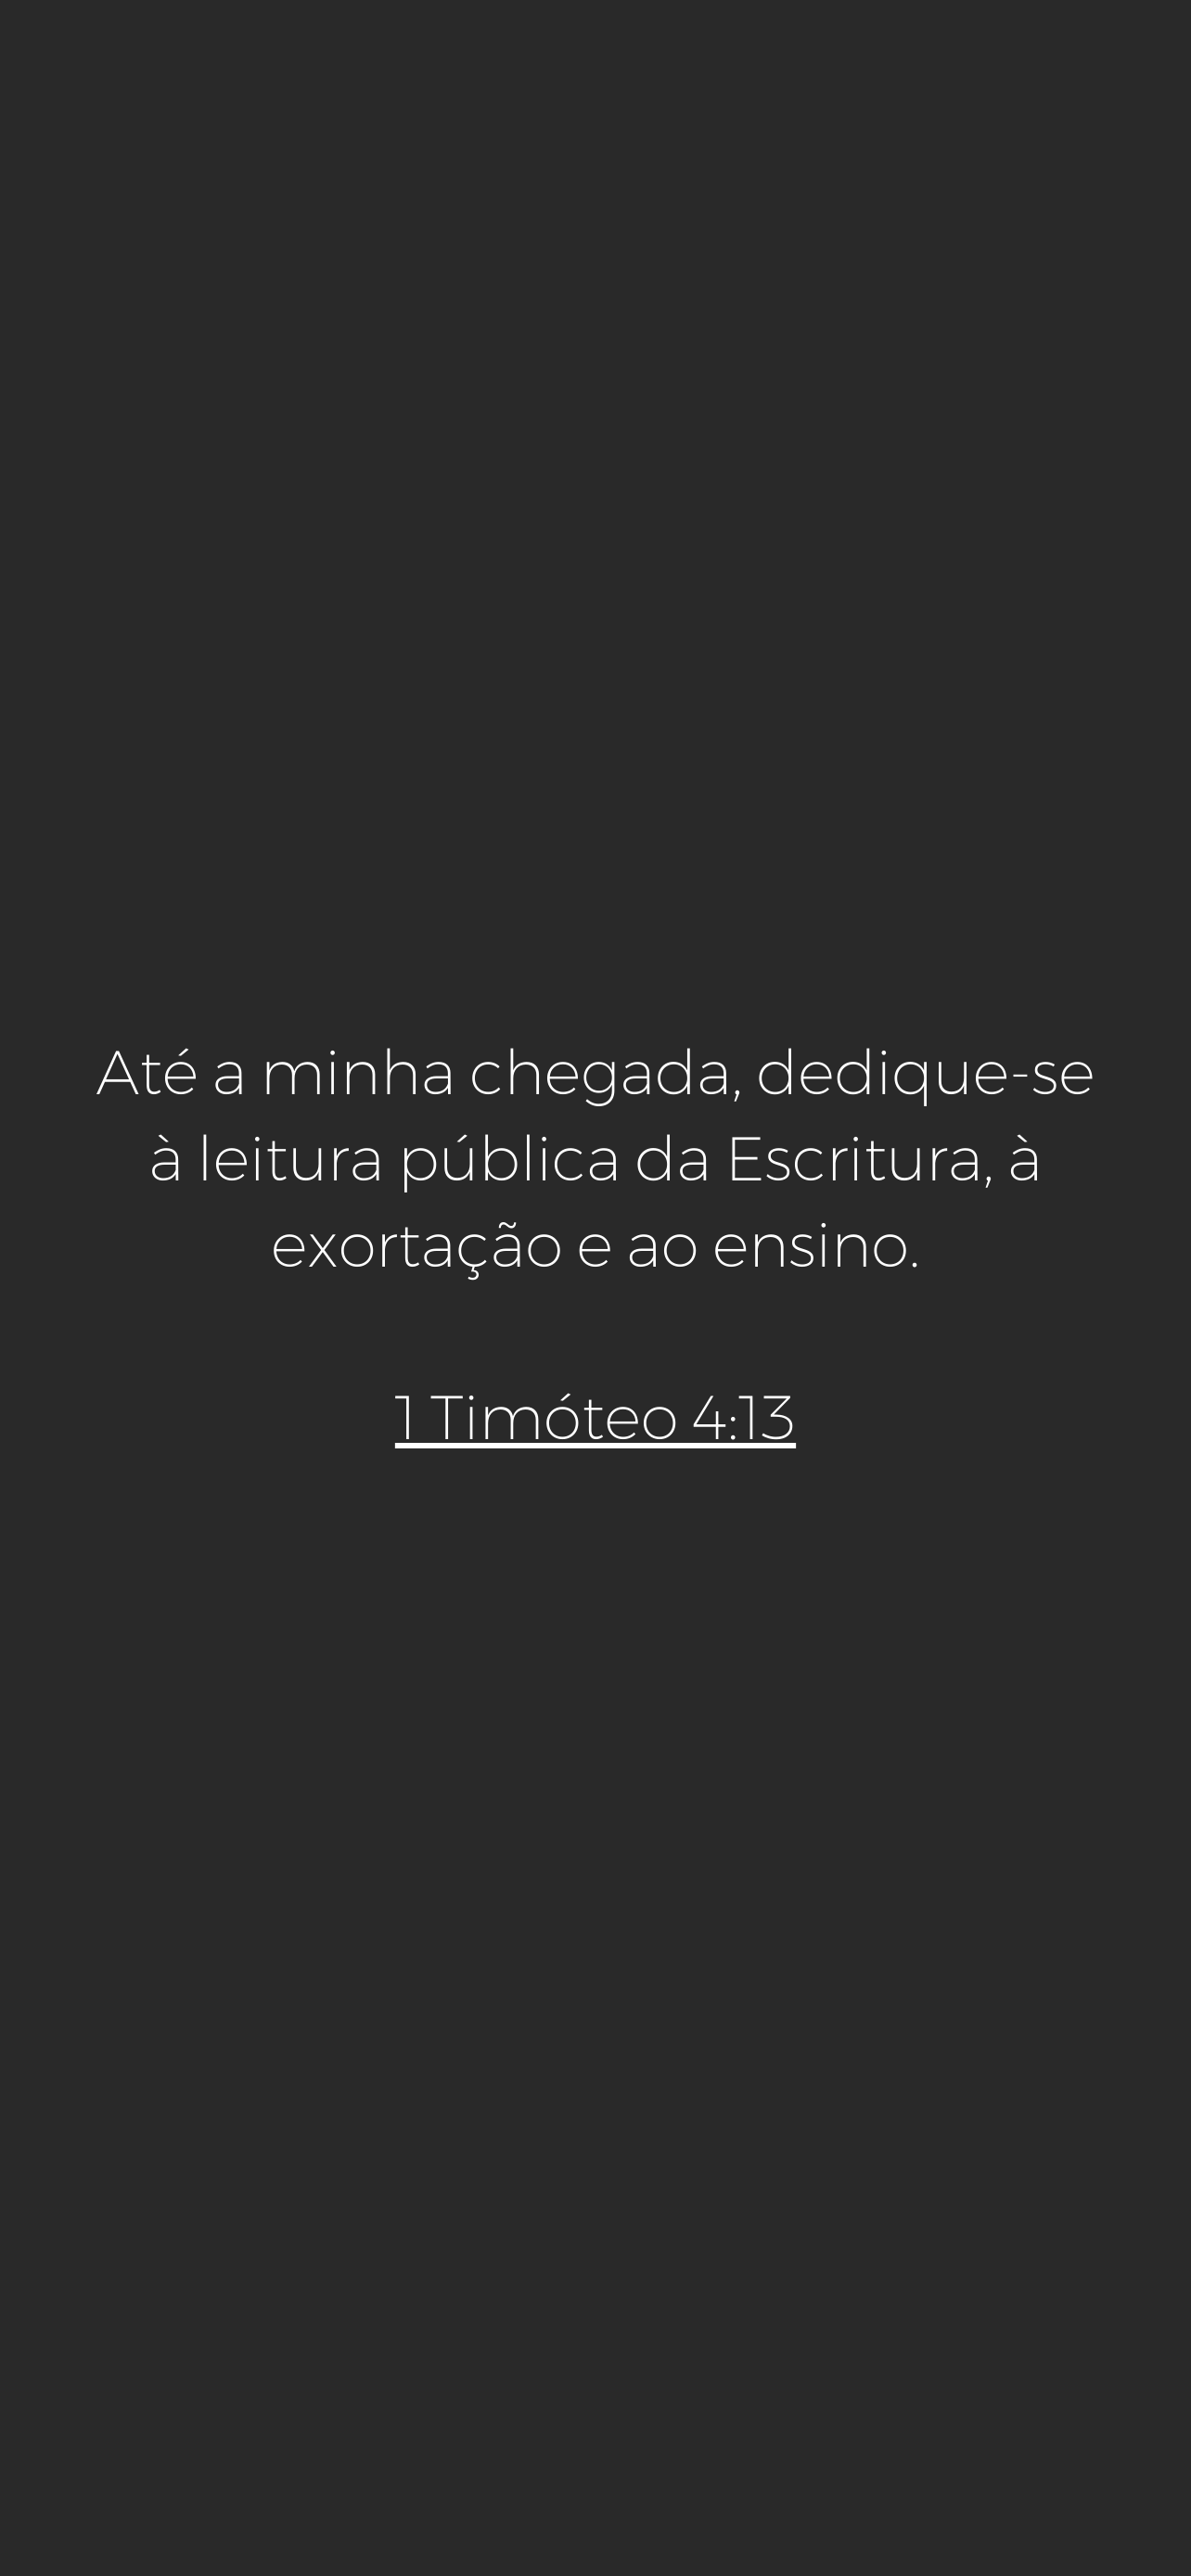 Até a minha chegada, dedique-se
à leitura pública da Escritura, à
exortação e ao ensino.
1 Timóteo 4:13